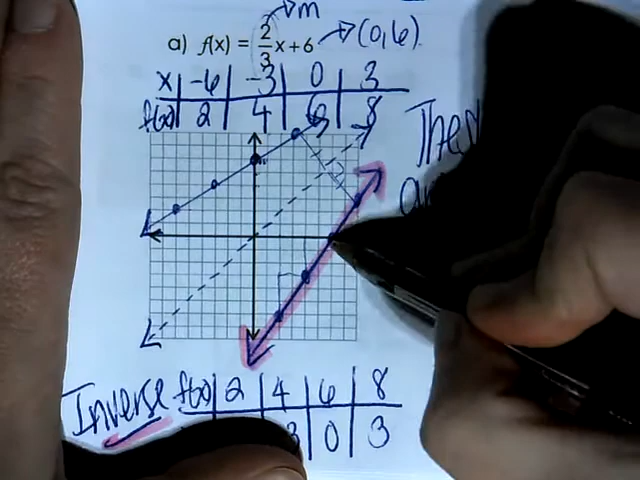 m
a) f(x) = 2/3 x + 6 → (0,6)
x | -6 | -3 | 0 | 3
f(x) | 2 | 4 | 6 | 8
The
Inverse f(x) | 2 | 4 | 6 | 8
3 | 0 | 3